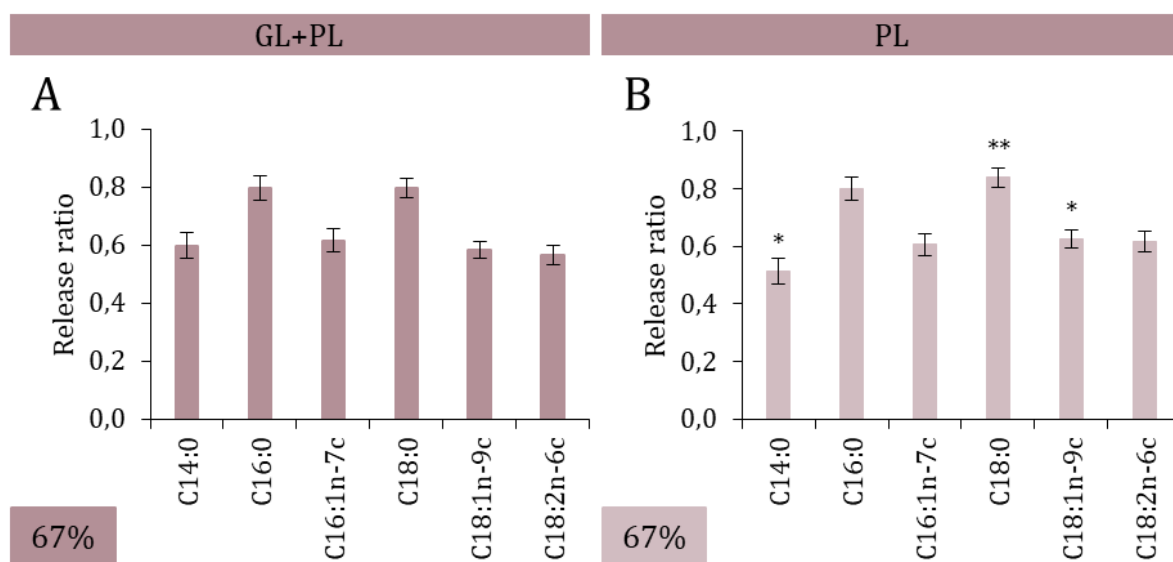 GL+PL
A
Release ratio
1,0
0,8
0,6
0,4
0,2
0,0
C14:0
C16:0
C16:1n-7c
C18:0
C18:1n-9c
C18:2n-6c
67%
PL
B
Release ratio
1,0
0,8
0,6
0,4
0,2
0,0
*
**
*
C14:0
C16:0
C16:1n-7c
C18:0
C18:1n-9c
C18:2n-6c
67%